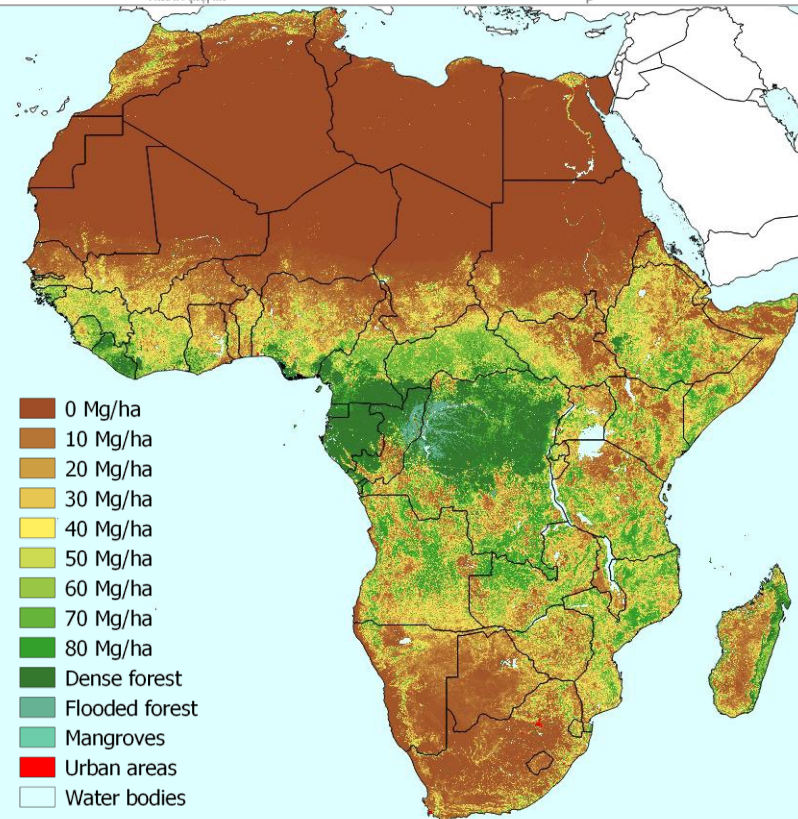 0 Mg/ha
10 Mg/ha
20 Mg/ha
30 Mg/ha
40 Mg/ha
50 Mg/ha
60 Mg/ha
70 Mg/ha
80 Mg/ha
Dense forest
Flooded forest
Mangroves
Urban areas
Water bodies